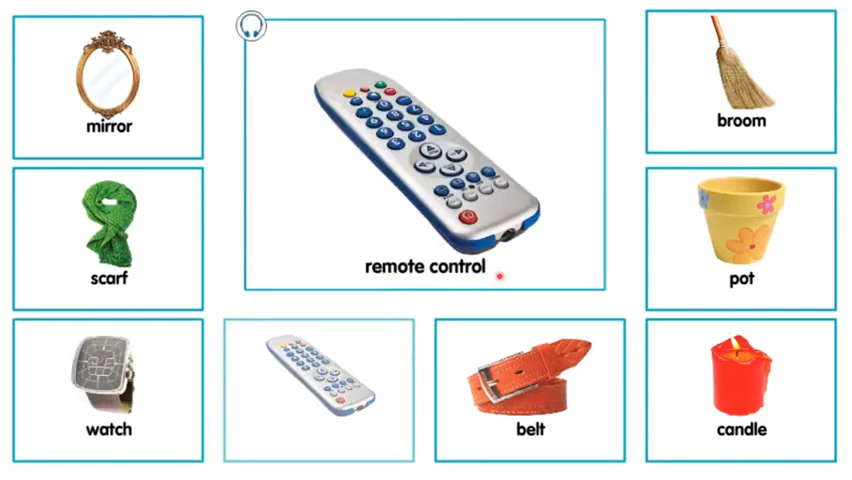 mirror
remote control
broom
scarf
pot
watch
belt
candle